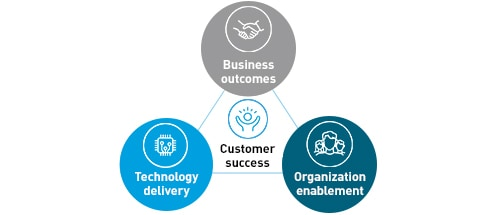 Business
outcomes
Customer
success
Technology
delivery
Organization
enablement